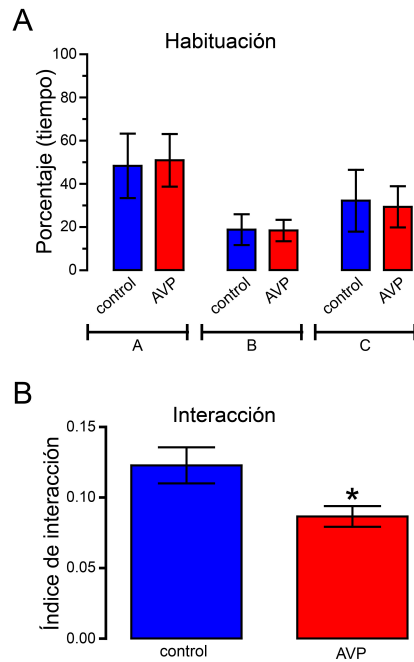 A
Habituación
Porcentaje (tiempo)
100
80
60
40
20
0
control
AVP
control
AVP
control
AVP
A
B
C
B
Interacción
Índice de interacción
0.15
0.10
0.05
0.00
*
control
AVP